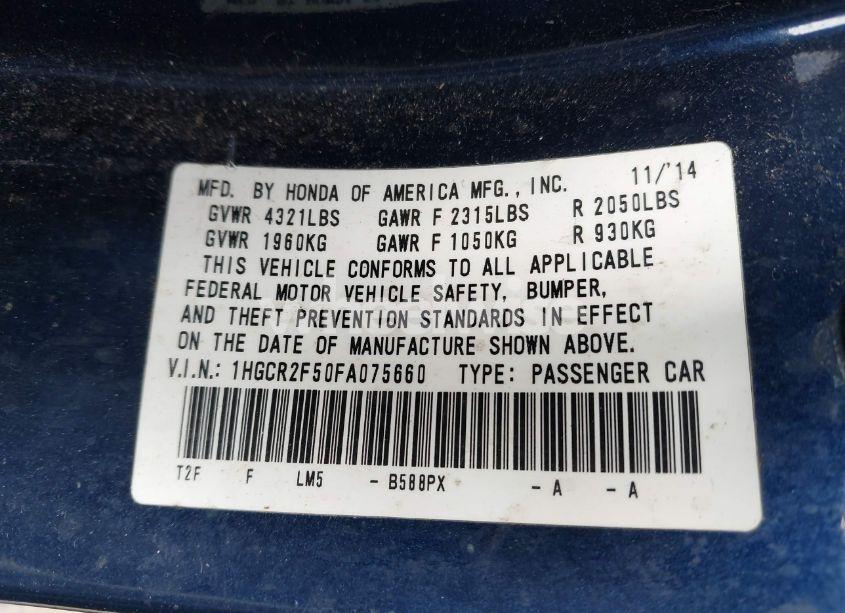 MFD. BY HONDA OF AMERICA MFG., INC. 11/'14
GVWR 4321LBS GAWR F 2315LBS R 2050LBS
GVWR 1960KG GAWR F 1050KG R 930KG
THIS VEHICLE CONFORMS TO ALL APPLICABLE
FEDERAL MOTOR VEHICLE SAFETY, BUMPER,
AND THEFT PREVENTION STANDARDS IN EFFECT
ON THE DATE OF MANUFACTURE SHOWN ABOVE.
V.I.N.: 1HGCR2F50FA075660 TYPE: PASSENGER CAR
T2F F LM5 - B588PX - A - A